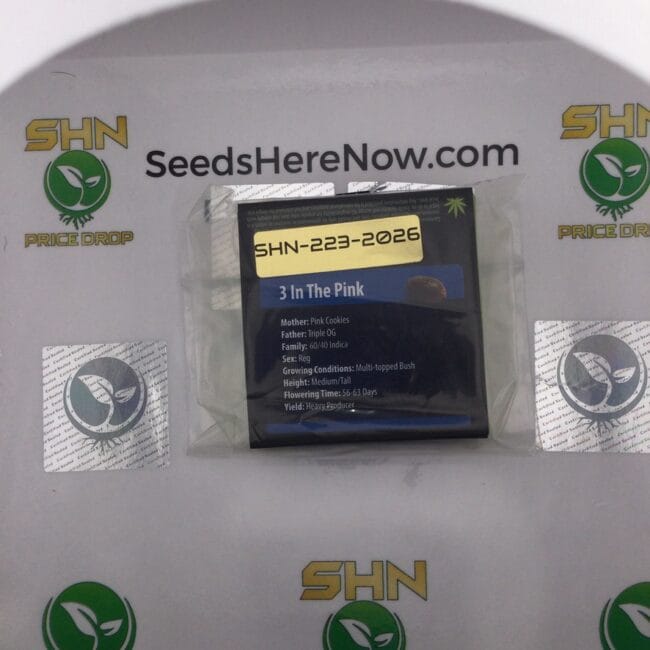 SHN
PRICE DROP
SeedsHereNow.com
SHN
PRICE DROP
SHN-223-2026
3 In The Pink
Mother: Pink Cookies
Father: Triple OG
Family: 60/40 Indica
Sex: Reg
Growing Conditions: Multi-topped Bush
Height: Medium/Tall
Flowering Time: 56-63 Days
Yield: Heavy Producer
SHN